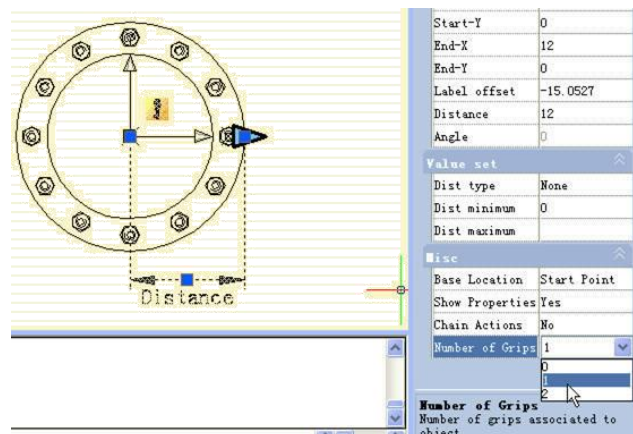 Start-Y 0
End-X 12
End-Y 0
Label offset -15.0527
Distance 12
Angle 0
Value set
Dist type None
Dist minimum 0
Dist maximum
Misc
Base Location Start Point
Show Properties Yes
Chain Actions No
Number of Grips 1
0
1
2
Distance
Number of Grips
Number of grips associated to
object